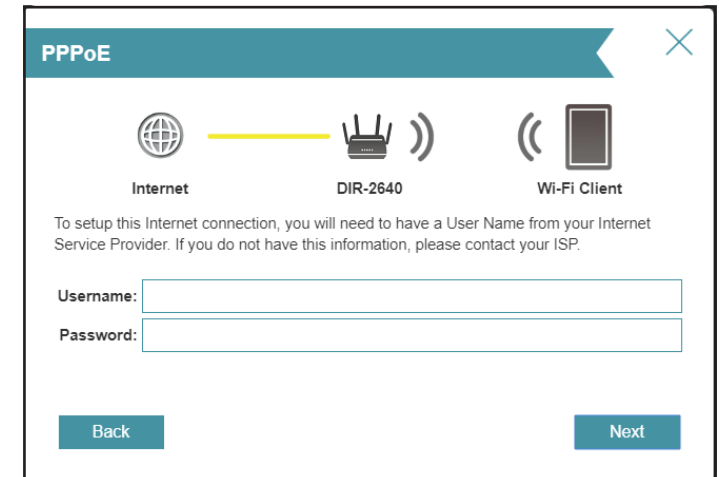 PPPoE
Internet
DIR-2640
Wi-Fi Client
To setup this Internet connection, you will need to have a User Name from your Internet
Service Provider. If you do not have this information, please contact your ISP.
Username:
Password:
Back
Next